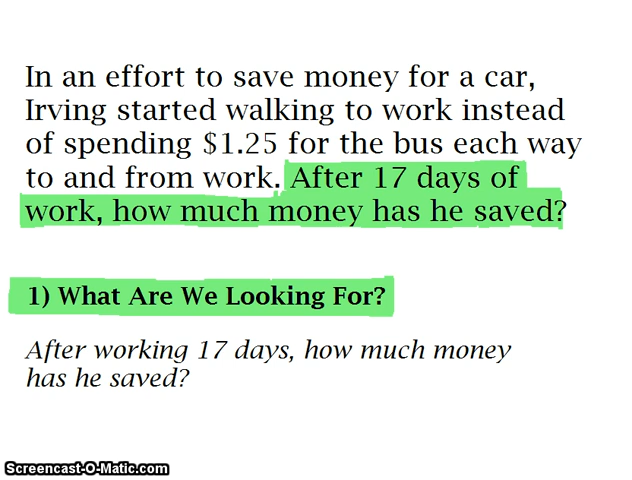 In an effort to save money for a car,
Irving started walking to work instead
of spending $1.25 for the bus each way
to and from work. After 17 days of
work, how much money has he saved?
1) What Are We Looking For?
After working 17 days, how much money
has he saved?
Screencast-O-Matic.com